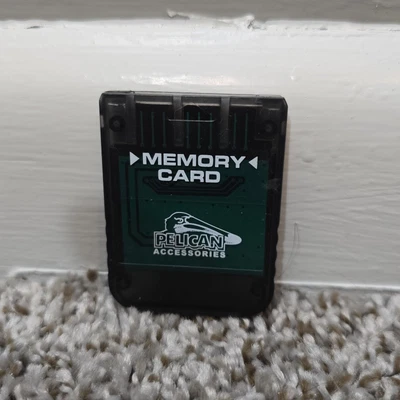 ▶MEMORY◀
CARD
PELICAN
ACCESSORIES